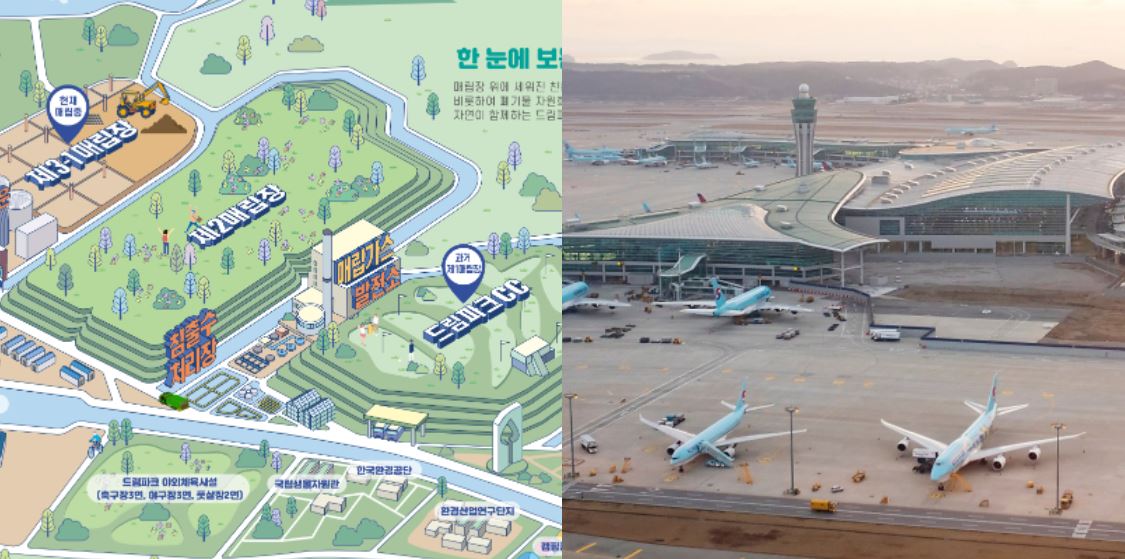 한 눈에 보
매립장 위에 세워진 친
비롯하여 폐기물 자원
자연이 함께하는 드림
현재
매립중
제3-1매립장
제2매립장
매립가스
발전소
과거
제1매립장
드림파크CC
침출수
처리장
드림파크 야외체육시설
(축구장3면, 야구장3면, 풋살장2면)
한국환경공단
국립생물자원관
환경산업연구단지
캠핑